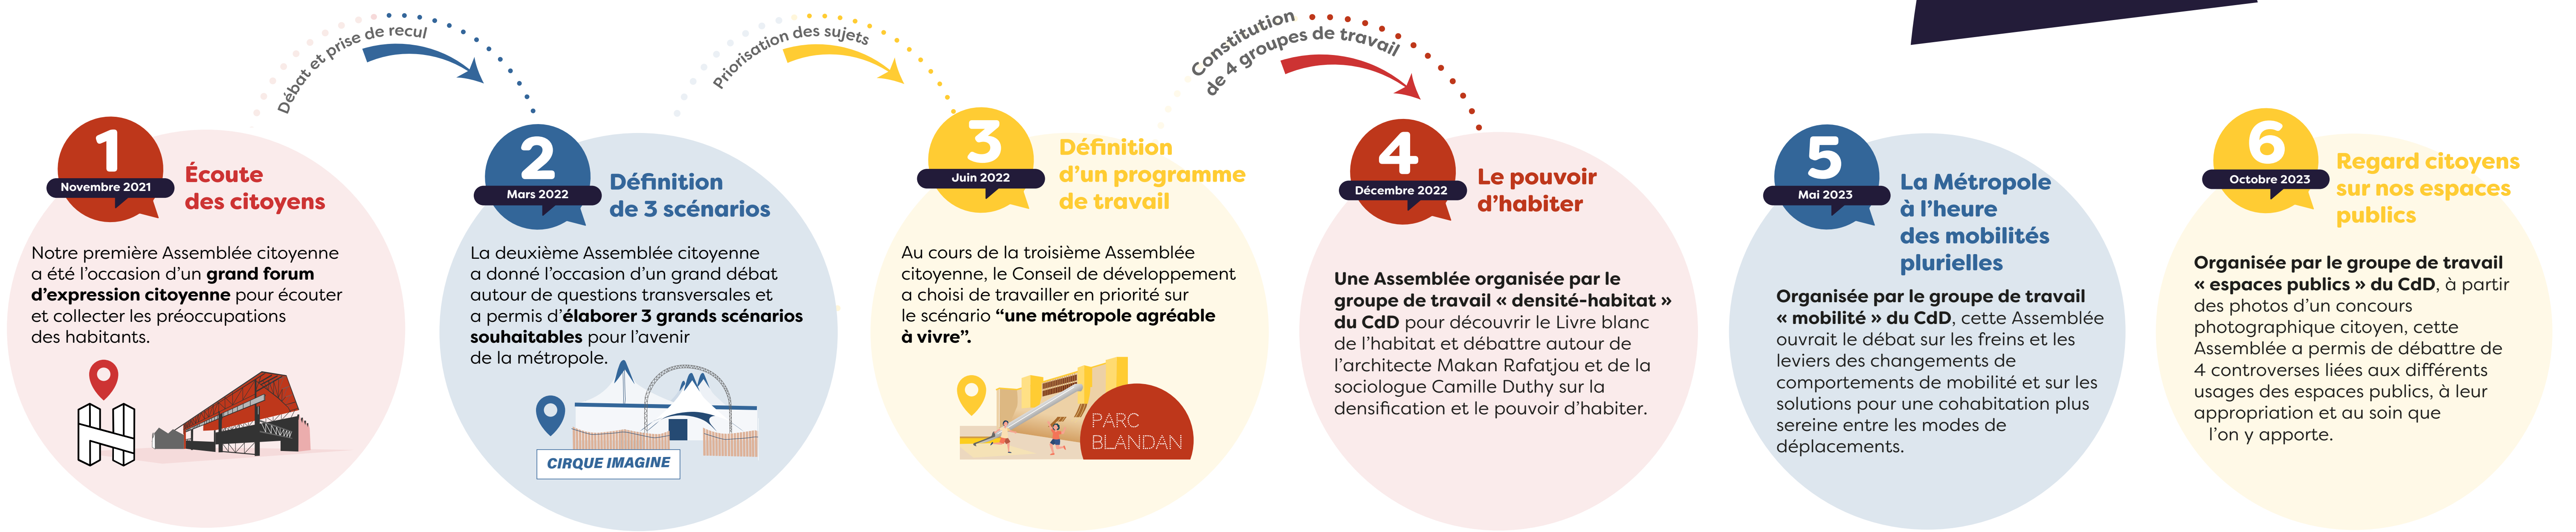 Débat et prise de recul
Priorisation des sujets
Constitution
de 4 groupes de travail
1
Novembre 2021
Écoute
des citoyens
Notre première Assemblée citoyenne
a été l’occasion d’un grand forum
d’expression citoyenne pour écouter
et collecter les préoccupations
des habitants.
H
2
Mars 2022
Définition
de 3 scénarios
La deuxième Assemblée citoyenne
a donné l’occasion d’un grand débat
autour de questions transversales et
a permis d’élaborer 3 grands scénarios
souhaitables pour l’avenir
de la métropole.
CIRQUE IMAGINE
3
Juin 2022
Définition
d’un programme
de travail
Au cours de la troisième Assemblée
citoyenne, le Conseil de développement
a choisi de travailler en priorité sur
le scénario “une métropole agréable
à vivre”.
PARC
BLANDAN
4
Décembre 2022
Le pouvoir
d’habiter
Une Assemblée organisée par le
groupe de travail « densité-habitat »
du CdD pour découvrir le Livre blanc
de l’habitat et débattre autour de
l’architecte Makan Rafatjou et de la
sociologue Camille Duthy sur la
densification et le pouvoir d’habiter.
5
Mai 2023
La Métropole
à l’heure
des mobilités
plurielles
Organisée par le groupe de travail
« mobilité » du CdD, cette Assemblée
ouvrait le débat sur les freins et les
leviers des changements de
comportements de mobilité et sur les
solutions pour une cohabitation plus
sereine entre les modes de
déplacements.
6
Octobre 2023
Regard citoyens
sur nos espaces
publics
Organisée par le groupe de travail
« espaces publics » du CdD, à partir
des photos d’un concours
photographique citoyen, cette
Assemblée a permis de débattre de
4 controverses liées aux différents
usages des espaces publics, à leur
appropriation et au soin que
l’on y apporte.